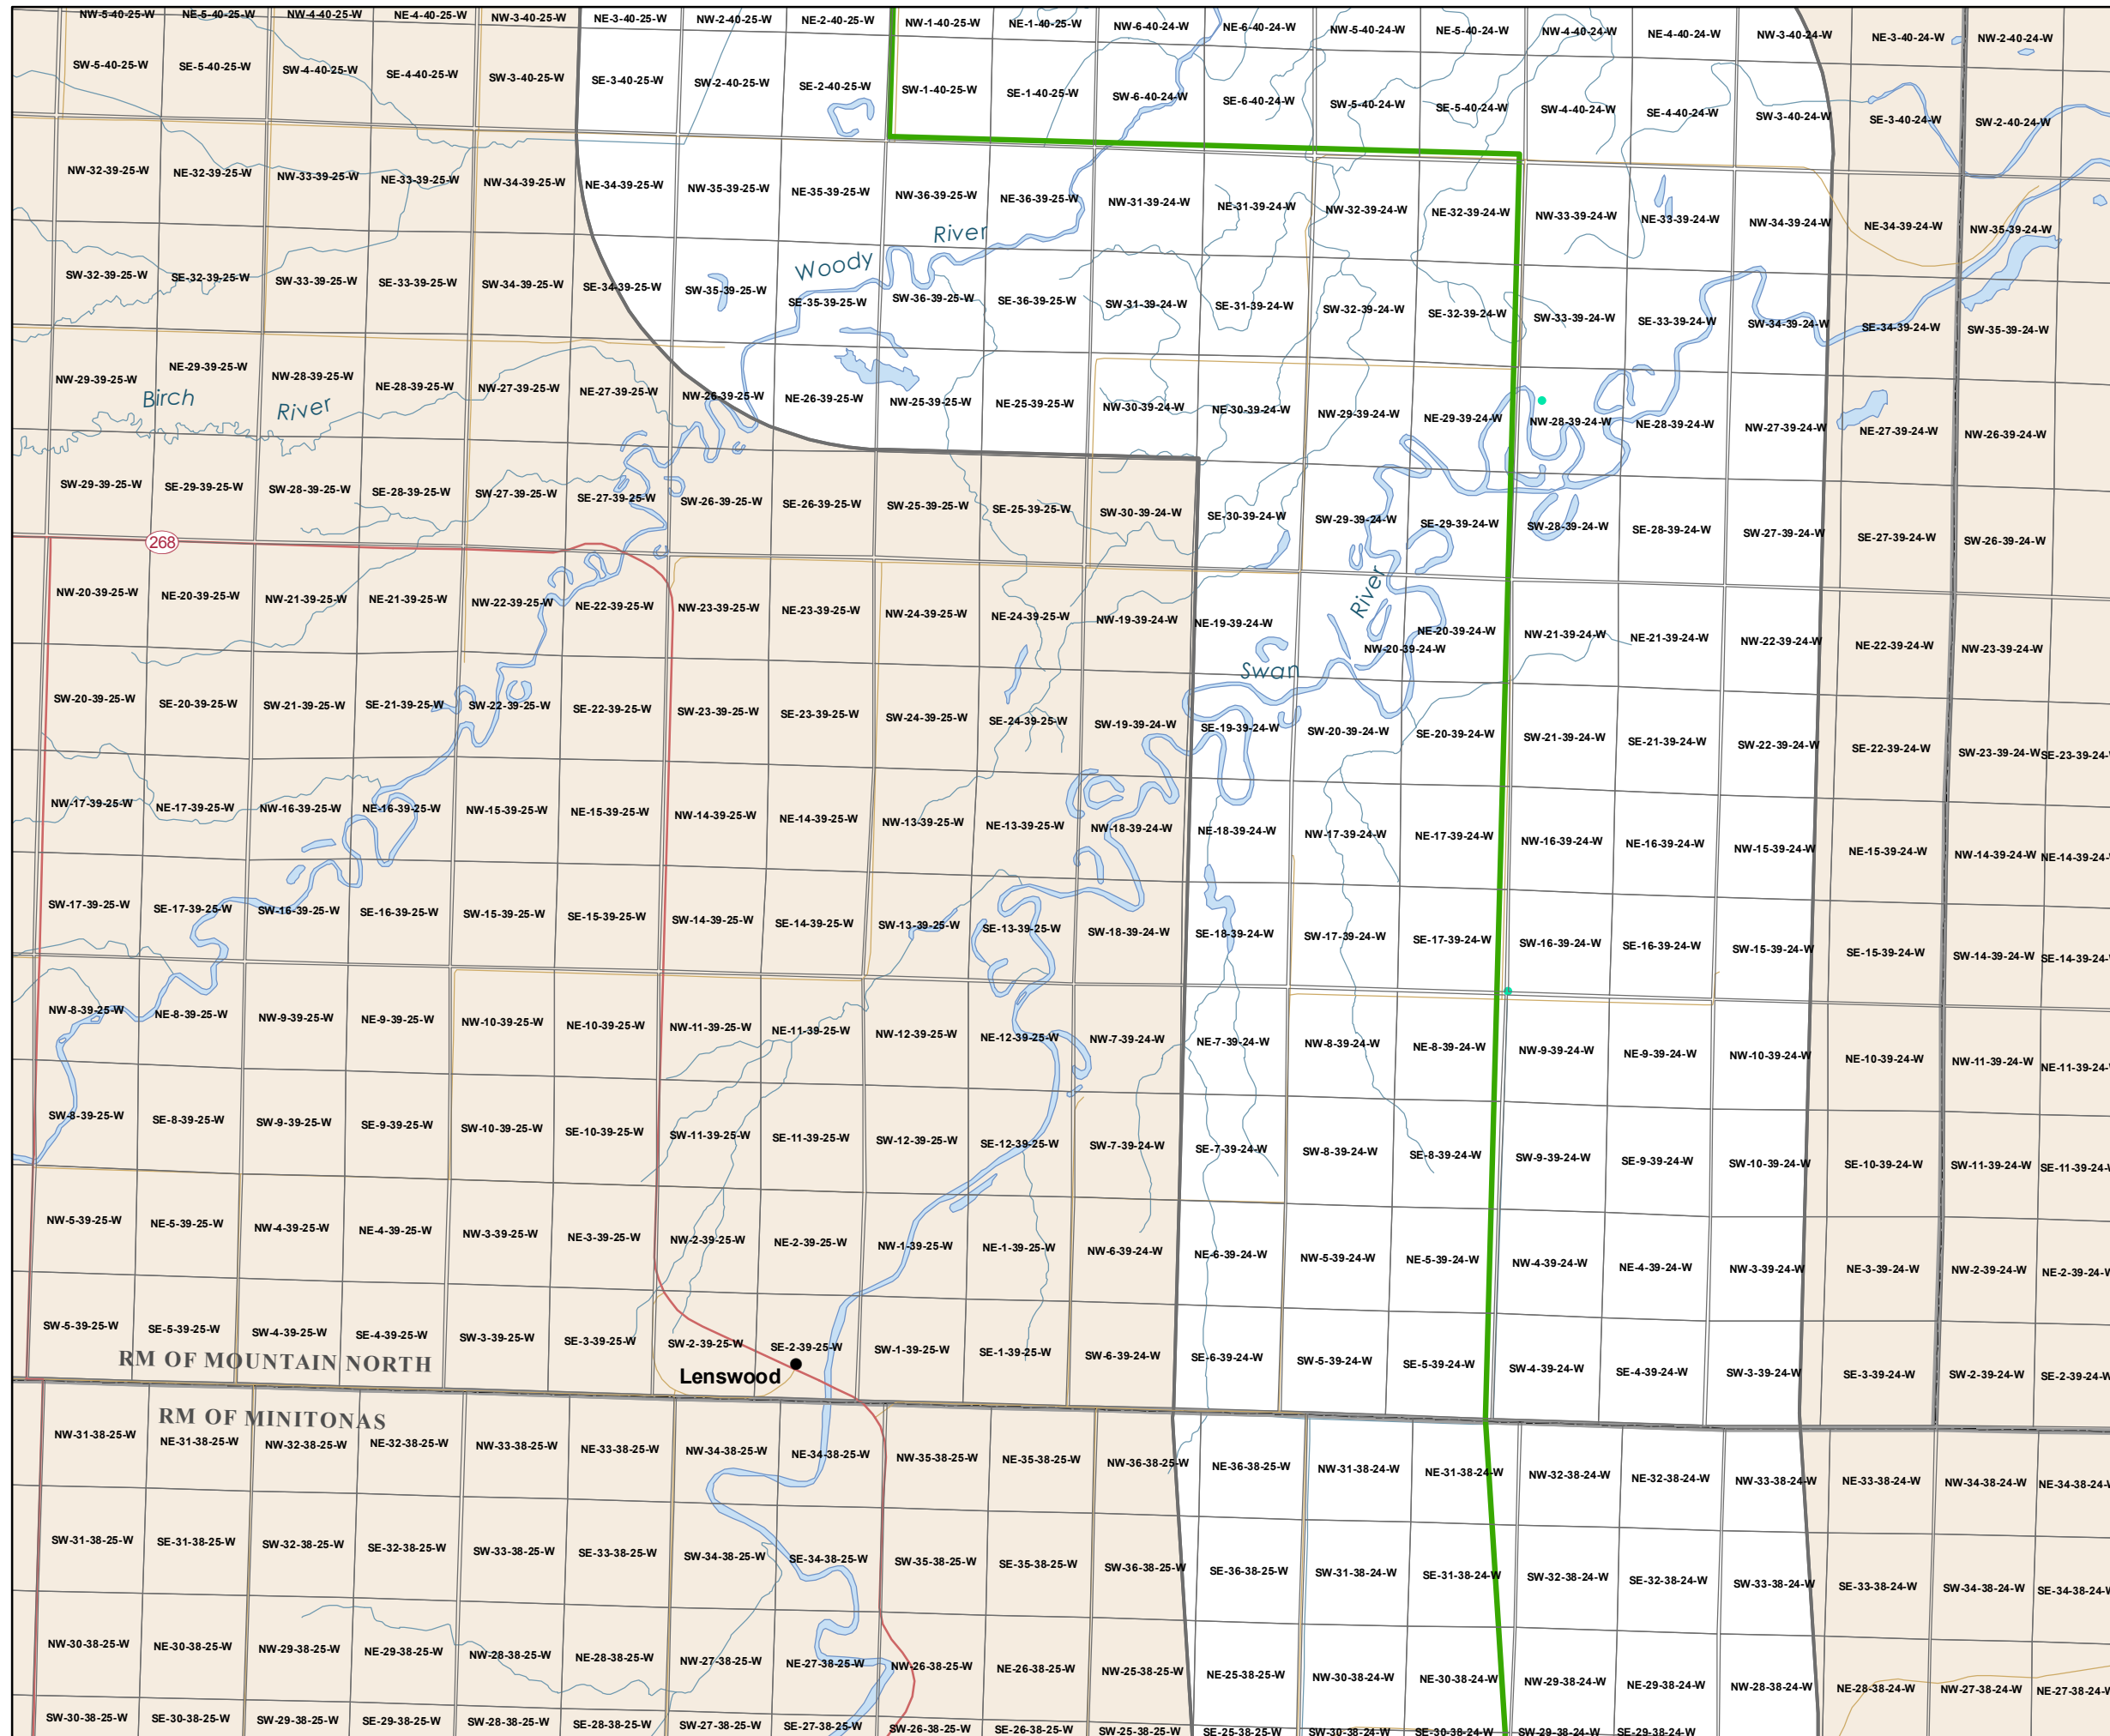 NW-5-40-25-W NE-5-40-25-W NW-4-40-25-W NE-4-40-25-W NW-3-40-25-W NE-3-40-25-W NW-2-40-25-W NE-2-40-25-W NW-1-40-25-W NE-1-40-25-W NW-6-40-24-W NE-6-40-24-W NW-5-40-24-W NE-5-40-24-W NW-4-40-24-W NE-4-40-24-W NW-3-40-24-W NE-3-40-24-W NW-2-40-24-W
SW-5-40-25-W SE-5-40-25-W SW-4-40-25-W SE-4-40-25-W SW-3-40-25-W SE-3-40-25-W SW-2-40-25-W SE-2-40-25-W SW-1-40-25-W SE-1-40-25-W SW-6-40-24-W SE-6-40-24-W SW-5-40-24-W SE-5-40-24-W SW-4-40-24-W SE-4-40-24-W SW-3-40-24-W SE-3-40-24-W SW-2-40-24-W
NW-32-39-25-W NE-32-39-25-W NW-33-39-25-W NE-33-39-25-W NW-34-39-25-W NE-34-39-25-W NW-35-39-25-W NE-35-39-25-W NW-36-39-25-W NE-36-39-25-W NW-31-39-24-W NE-31-39-24-W NW-32-39-24-W NE-32-39-24-W NW-33-39-24-W NE-33-39-24-W NW-34-39-24-W NE-34-39-24-W NW-35-39-24-W
Woody River
SW-32-39-25-W SE-32-39-25-W SW-33-39-25-W SE-33-39-25-W SW-34-39-25-W SE-34-39-25-W SW-35-39-25-W SE-35-39-25-W SW-36-39-25-W SE-36-39-25-W SW-31-39-24-W SE-31-39-24-W SW-32-39-24-W SE-32-39-24-W SW-33-39-24-W SE-33-39-24-W SW-34-39-24-W SE-34-39-24-W SW-35-39-24-W
NW-29-39-25-W NE-29-39-25-W NW-28-39-25-W NE-28-39-25-W NW-27-39-25-W NE-27-39-25-W NW-26-39-25-W NE-26-39-25-W NW-25-39-25-W NE-25-39-25-W NW-30-39-24-W NE-30-39-24-W NW-29-39-24-W NE-29-39-24-W NW-28-39-24-W NE-28-39-24-W NW-27-39-24-W NE-27-39-24-W NW-26-39-24-W
Birch River
SW-29-39-25-W SE-29-39-25-W SW-28-39-25-W SE-28-39-25-W SW-27-39-25-W SE-27-39-25-W SW-26-39-25-W SE-26-39-25-W SW-25-39-25-W SE-25-39-25-W SW-30-39-24-W SE-30-39-24-W SW-29-39-24-W SE-29-39-24-W SW-28-39-24-W SE-28-39-24-W SW-27-39-24-W SE-27-39-24-W SW-26-39-24-W
268
NW-20-39-25-W NE-20-39-25-W NW-21-39-25-W NE-21-39-25-W NW-22-39-25-W NE-22-39-25-W NW-23-39-25-W NE-23-39-25-W NW-24-39-25-W NE-24-39-25-W NW-19-39-24-W NE-19-39-24-W NW-20-39-24-W NE-20-39-24-W NW-21-39-24-W NE-21-39-24-W NW-22-39-24-W NE-22-39-24-W NW-23-39-24-W
Swan River
SW-20-39-25-W SE-20-39-25-W SW-21-39-25-W SE-21-39-25-W SW-22-39-25-W SE-22-39-25-W SW-23-39-25-W SE-23-39-25-W SW-24-39-25-W SE-24-39-25-W SW-19-39-24-W SE-19-39-24-W SW-20-39-24-W SE-20-39-24-W SW-21-39-24-W SE-21-39-24-W SW-22-39-24-W SE-22-39-24-W SW-23-39-24-W SE-23-39-24-
NW-17-39-25-W NE-17-39-25-W NW-16-39-25-W NE-16-39-25-W NW-15-39-25-W NE-15-39-25-W NW-14-39-25-W NE-14-39-25-W NW-13-39-25-W NE-13-39-25-W NW-18-39-24-W NE-18-39-24-W NW-17-39-24-W NE-17-39-24-W NW-16-39-24-W NE-16-39-24-W NW-15-39-24-W NE-15-39-24-W NW-14-39-24-W NE-14-39-24-
SW-17-39-25-W SE-17-39-25-W SW-16-39-25-W SE-16-39-25-W SW-15-39-25-W SE-15-39-25-W SW-14-39-25-W SE-14-39-25-W SW-13-39-25-W SE-13-39-25-W SW-18-39-24-W SE-18-39-24-W SW-17-39-24-W SE-17-39-24-W SW-16-39-24-W SE-16-39-24-W SW-15-39-24-W SE-15-39-24-W SW-14-39-24-W SE-14-39-24-
NW-8-39-25-W NE-8-39-25-W NW-9-39-25-W NE-9-39-25-W NW-10-39-25-W NE-10-39-25-W NW-11-39-25-W NE-11-39-25-W NW-12-39-25-W NE-12-39-25-W NW-7-39-24-W NE-7-39-24-W NW-8-39-24-W NE-8-39-24-W NW-9-39-24-W NE-9-39-24-W NW-10-39-24-W NE-10-39-24-W NW-11-39-24-W NE-11-39-24-
SW-8-39-25-W SE-8-39-25-W SW-9-39-25-W SE-9-39-25-W SW-10-39-25-W SE-10-39-25-W SW-11-39-25-W SE-11-39-25-W SW-12-39-25-W SE-12-39-25-W SW-7-39-24-W SE-7-39-24-W SW-8-39-24-W SE-8-39-24-W SW-9-39-24-W SE-9-39-24-W SW-10-39-24-W SE-10-39-24-W SW-11-39-24-W SE-11-39-24-W
NW-5-39-25-W NE-5-39-25-W NW-4-39-25-W NE-4-39-25-W NW-3-39-25-W NE-3-39-25-W NW-2-39-25-W NE-2-39-25-W NW-1-39-25-W NE-1-39-25-W NW-6-39-24-W NE-6-39-24-W NW-5-39-24-W NE-5-39-24-W NW-4-39-24-W NE-4-39-24-W NW-3-39-24-W NE-3-39-24-W NW-2-39-24-W NE-2-39-24-W
SW-5-39-25-W SE-5-39-25-W SW-4-39-25-W SE-4-39-25-W SW-3-39-25-W SE-3-39-25-W SW-2-39-25-W SE-2-39-25-W SW-1-39-25-W SE-1-39-25-W SW-6-39-24-W SE-6-39-24-W SW-5-39-24-W SE-5-39-24-W SW-4-39-24-W SE-4-39-24-W SW-3-39-24-W SE-3-39-24-W SW-2-39-24-W SE-2-39-24-W
RM OF MOUNTAIN NORTH
Lenswood
RM OF MINITONAS
NW-31-38-25-W NE-31-38-25-W NW-32-38-25-W NE-32-38-25-W NW-33-38-25-W NE-33-38-25-W NW-34-38-25-W NE-34-38-25-W NW-35-38-25-W NE-35-38-25-W NW-36-38-25-W NE-36-38-25-W NW-31-38-24-W NE-31-38-24-W NW-32-38-24-W NE-32-38-24-W NW-33-38-24-W NE-33-38-24-W NW-34-38-24-W NE-34-38-24-W
SW-31-38-25-W SE-31-38-25-W SW-32-38-25-W SE-32-38-25-W SW-33-38-25-W SE-33-38-25-W SW-34-38-25-W SE-34-38-25-W SW-35-38-25-W SE-35-38-25-W SW-36-38-25-W SE-36-38-25-W SW-31-38-24-W SE-31-38-24-W SW-32-38-24-W SE-32-38-24-W SW-33-38-24-W SE-33-38-24-W SW-34-38-24-W SE-34-38-24-W
NW-30-38-25-W NE-30-38-25-W NW-29-38-25-W NE-29-38-25-W NW-28-38-25-W NE-28-38-25-W NW-27-38-25-W NE-27-38-25-W NW-26-38-25-W NE-26-38-25-W NW-25-38-25-W NE-25-38-25-W NW-30-38-24-W NE-30-38-24-W NW-29-38-24-W NE-29-38-24-W NW-28-38-24-W NE-28-38-24-W NW-27-38-24-W NE-27-38-24-W
SW-30-38-25-W SE-30-38-25-W SW-29-38-25-W SE-29-38-25-W SW-28-38-25-W SE-28-38-25-W SW-27-38-25-W SE-27-38-25-W SW-26-38-25-W SE-26-38-25-W SW-25-38-25-W SE-25-38-25-W SW-30-38-24-W SE-30-38-24-W SW-29-38-24-W SE-29-38-24-W